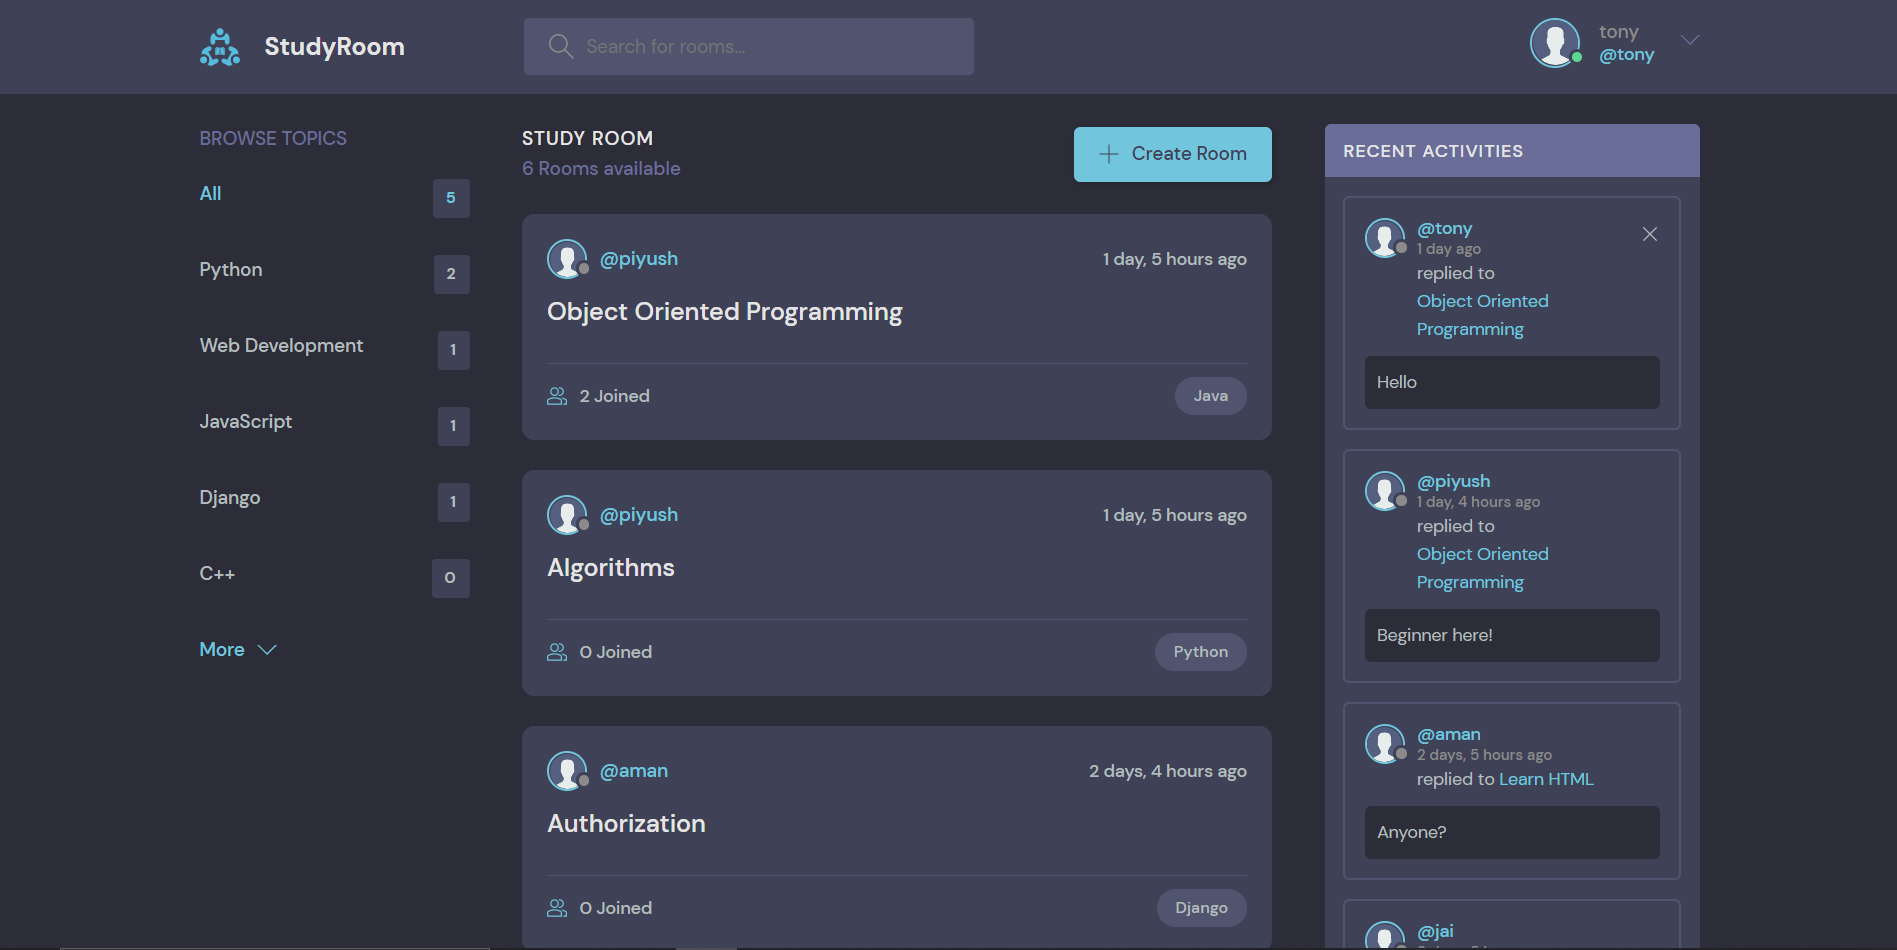 StudyRoom
Search for rooms...
tony
@tony
BROWSE TOPICS
All 5
Python 2
Web Development 1
JavaScript 1
Django 1
C++ 0
More
STUDY ROOM
6 Rooms available
Create Room
@piyush 1 day, 5 hours ago
Object Oriented Programming
2 Joined Java
@piyush 1 day, 5 hours ago
Algorithms
0 Joined Python
@aman 2 days, 4 hours ago
Authorization
0 Joined Django
RECENT ACTIVITIES
@tony
1 day ago
replied to
Object Oriented
Programming
Hello
@piyush
1 day, 4 hours ago
replied to
Object Oriented
Programming
Beginner here!
@aman
2 days, 5 hours ago
replied to Learn HTML
Anyone?
@jai